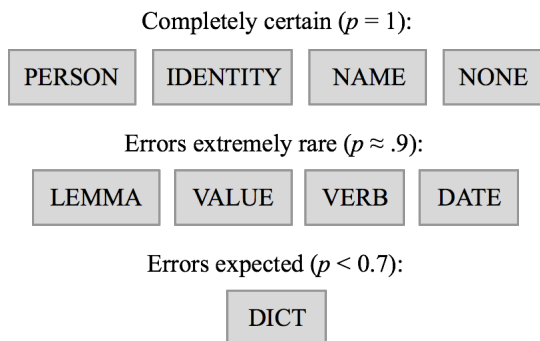 Completely certain (p = 1):
PERSON IDENTITY NAME NONE
Errors extremely rare (p ≈ .9):
LEMMA VALUE VERB DATE
Errors expected (p < 0.7):
DICT